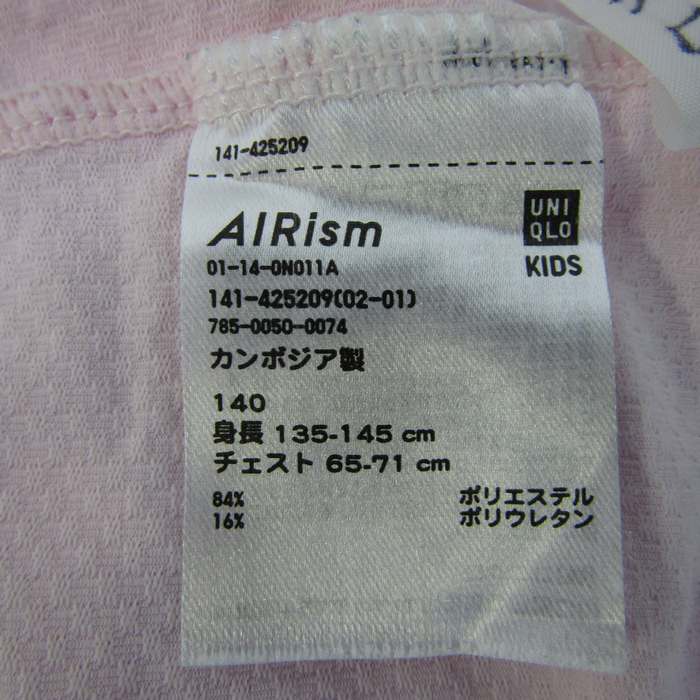 141-425209
AIRism
UNI
QLO
KIDS
01-14-0N011A
141-425209(02-01)
785-0050-0074
カンボジア製
140
身長 135-145 cm
チェスト 65-71 cm
84% ポリエステル
16% ポリウレタン